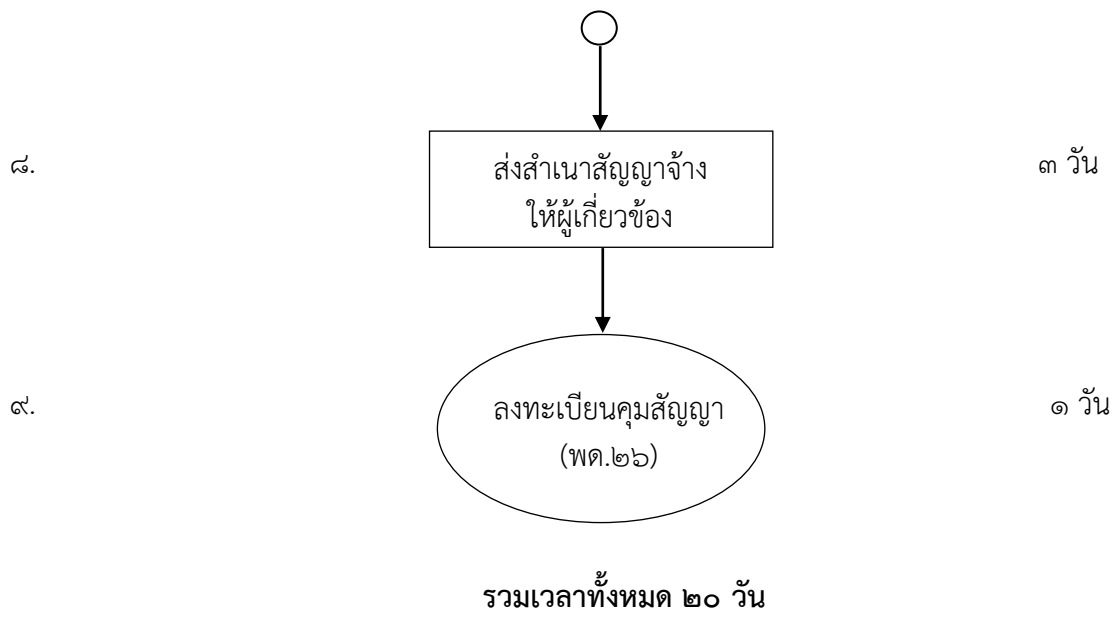 ๘.
ส่งสำเนาสัญญาจ้าง
ให้ผู้เกี่ยวข้อง
๓ วัน
๙.
ลงทะเบียนคุมสัญญา
(พด.๒๖)
๑ วัน
รวมเวลาทั้งหมด ๒๐ วัน